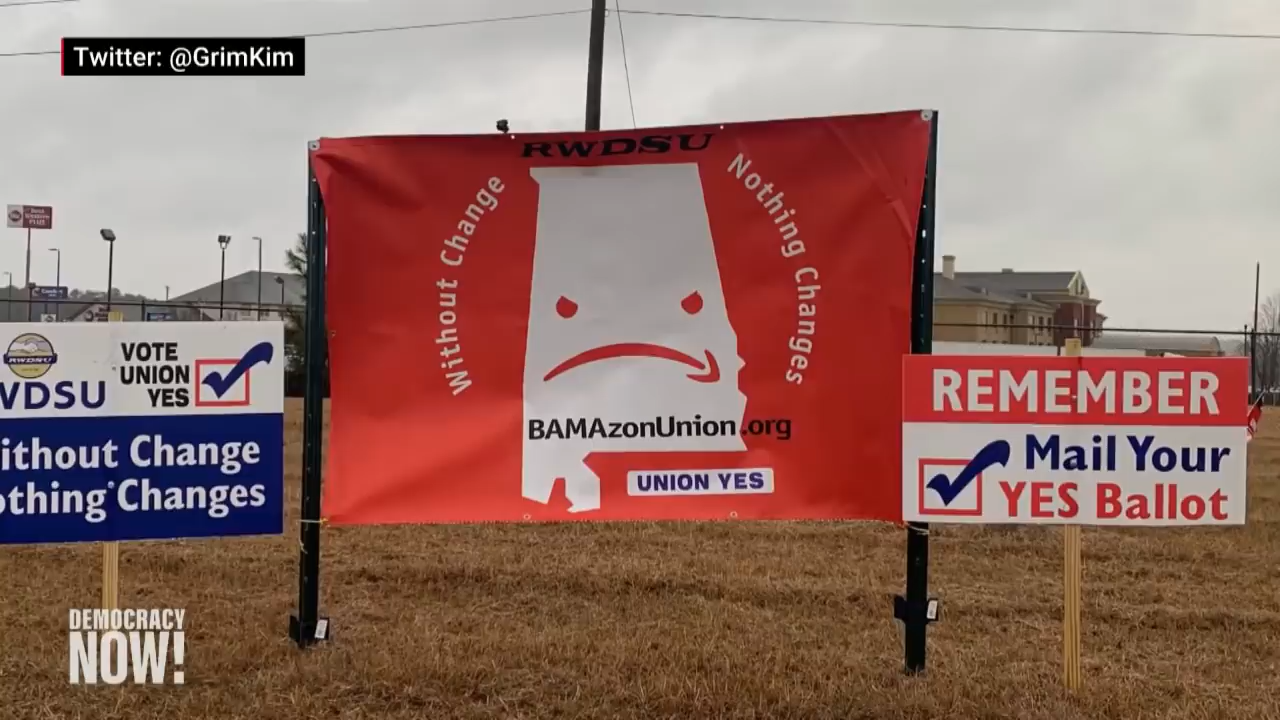 Twitter: @GrimKim
RWDSU
Without Change
Nothing Changes
BAMAzonUnion.org
UNION YES
RWDSU
VOTE
UNION
YES
WDSU
ithout Change
othing Changes
REMEMBER
Mail Your
YES Ballot
DEMOCRACY
NOW!